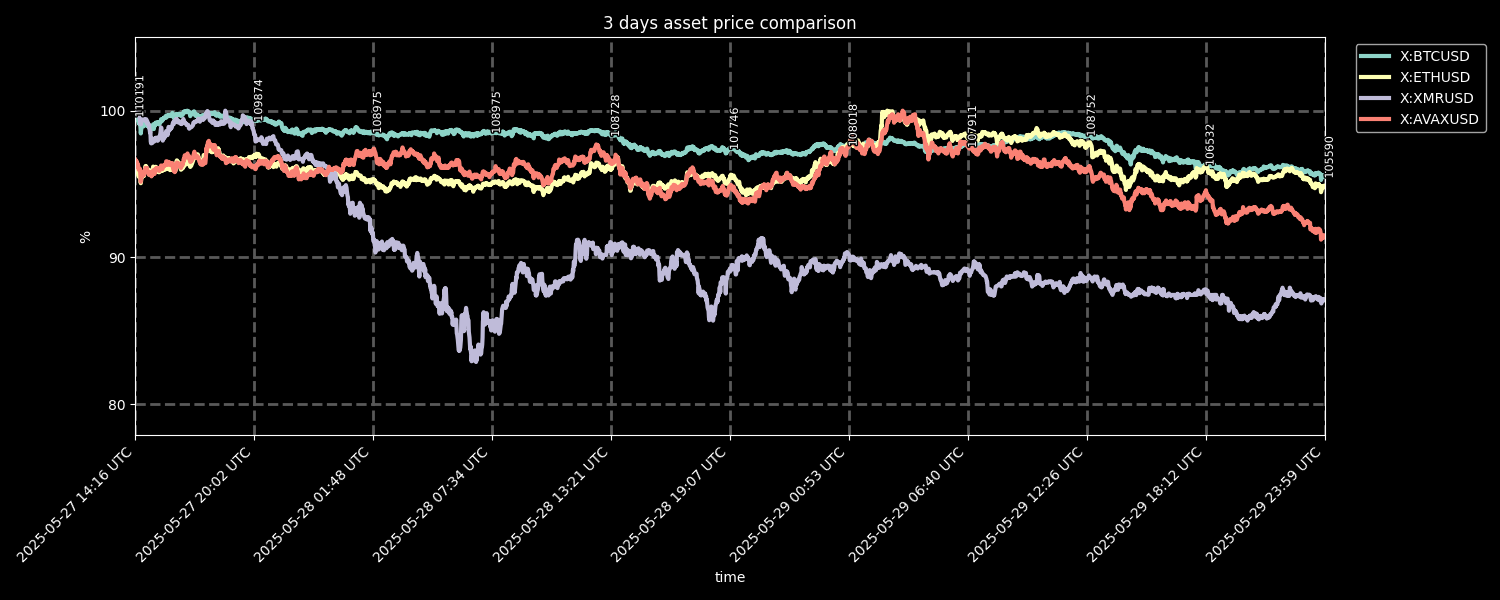 3 days asset price comparison
X:BTCUSD
X:ETHUSD
X:XMRUSD
X:AVAXUSD
%
100
90
80
110191
109874
108975
108975
108728
107746
108018
107911
108752
106532
105590
2025-05-27 14:16 UTC
2025-05-27 20:02 UTC
2025-05-28 01:48 UTC
2025-05-28 07:34 UTC
2025-05-28 13:21 UTC
2025-05-28 19:07 UTC
2025-05-29 00:53 UTC
2025-05-29 06:40 UTC
2025-05-29 12:26 UTC
2025-05-29 18:12 UTC
2025-05-29 23:59 UTC
time